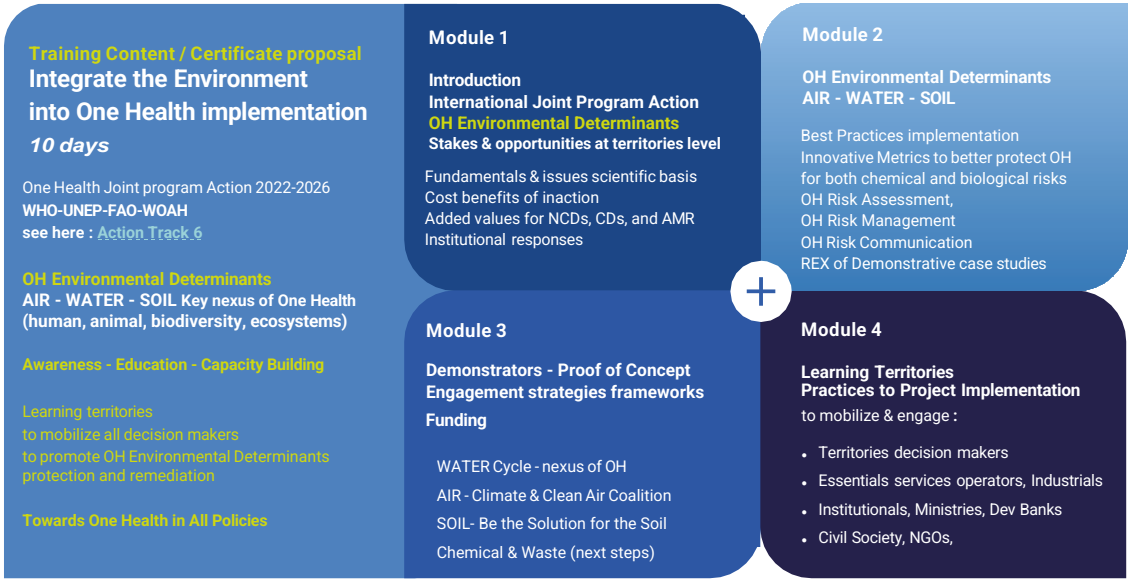 Training Content / Certificate proposal
Integrate the Environment
into One Health implementation
10 days
One Health Joint program Action 2022-2026
WHO-UNEP-FAO-WOAH
see here : Action Track 6
OH Environmental Determinants
AIR - WATER - SOIL Key nexus of One Health
(human, animal, biodiversity, ecosystems)
Awareness - Education - Capacity Building
Learning territories
to mobilize all decision makers
to promote OH Environmental Determinants
protection and remediation
Towards One Health in All Policies
Module 1
Introduction
International Joint Program Action
OH Environmental Determinants
Stakes & opportunities at territories level
Fundamentals & issues scientific basis
Cost benefits of inaction
Added values for NCDs, CDs, and AMR
Institutional responses
Module 2
OH Environmental Determinants
AIR - WATER - SOIL
Best Practices implementation
Innovative Metrics to better protect OH
for both chemical and biological risks
OH Risk Assessment,
OH Risk Management
OH Risk Communication
REX of Demonstrative case studies
Module 3
Demonstrators - Proof of Concept
Engagement strategies frameworks
Funding
WATER Cycle - nexus of OH
AIR - Climate & Clean Air Coalition
SOIL- Be the Solution for the Soil
Chemical & Waste (next steps)
Module 4
Learning Territories
Practices to Project Implementation
to mobilize & engage :
• Territories decision makers
• Essentials services operators, Industrials
• Institutionals, Ministries, Dev Banks
• Civil Society, NGOs,